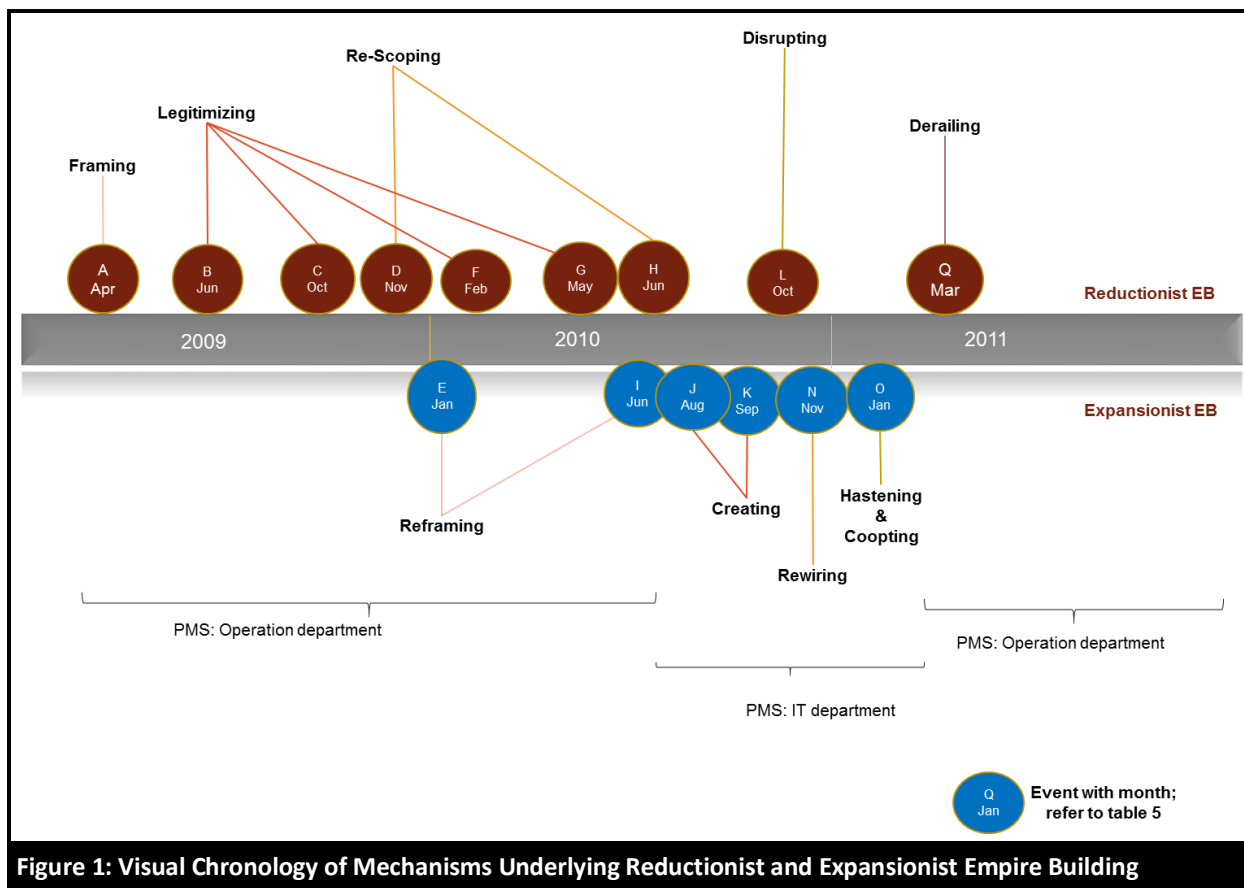 Disrupting
Re-Scoping
Legitimizing
Derailing
Framing
A
Apr
B
Jun
C
Oct
D
Nov
F
Feb
G
May
H
Jun
L
Oct
Q
Mar
Reductionist EB
2009
2010
2011
E
Jan
I
Jun
J
Aug
K
Sep
N
Nov
O
Jan
Expansionist EB
Reframing
Creating
Hastening
&
Coopting
Rewiring
PMS: Operation department
PMS: Operation department
PMS: IT department
Q
Jan
Event with month;
refer to table 5
Figure 1: Visual Chronology of Mechanisms Underlying Reductionist and Expansionist Empire Building